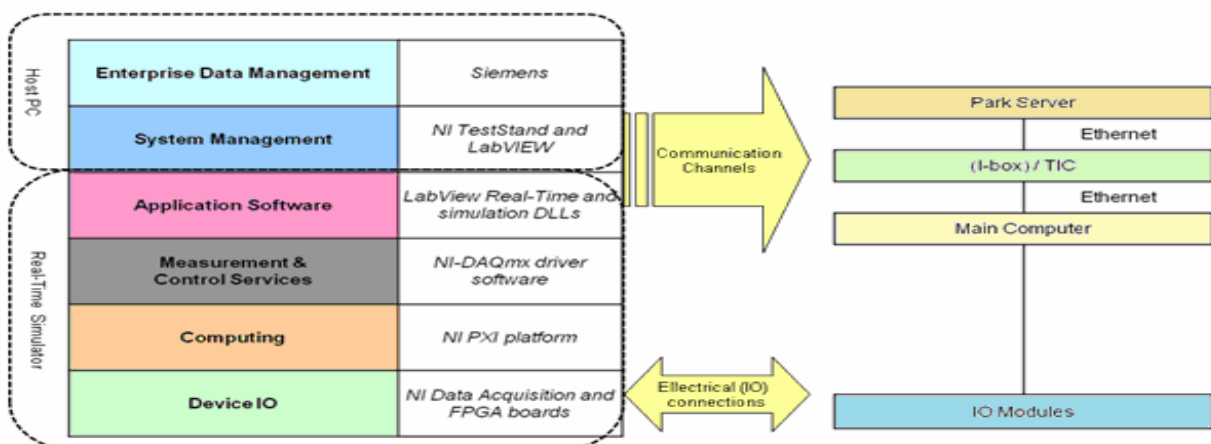 Host PC
Enterprise Data Management
Siemens
System Management
NI TestStand and
LabVIEW
Real-Time Simulator
Application Software
LabView Real-Time and
simulation DLLs
Measurement &
Control Services
NI-DAQmx driver
software
Computing
NI PXI platform
Device IO
NI Data Acquisition and
FPGA boards
Communication
Channels
Ellectrical (IO)
connections
Park Server
Ethernet
(I-box) / TIC
Ethernet
Main Computer
IO Modules